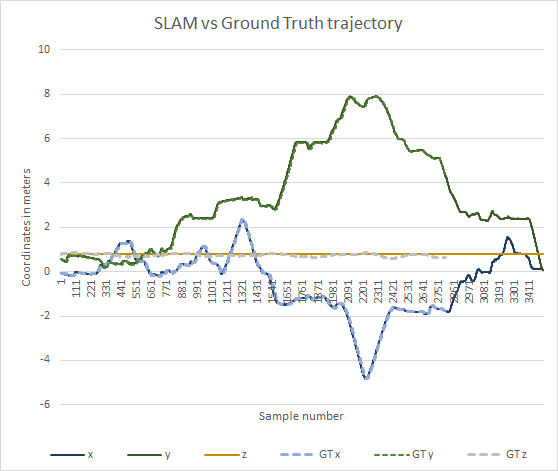 SLAM vs Ground Truth trajectory
10
8
6
4
2
0
-2
-4
-6
Coordinates in meters
1 111 221 331 441 551 661 771 881 991 1101 1211 1321 1431 1541 1651 1761 1871 1981 2091 2201 2311 2421 2531 2641 2751 2861 2971 3081 3191 3301 3411
Sample number
x y z GT x GT y GT z